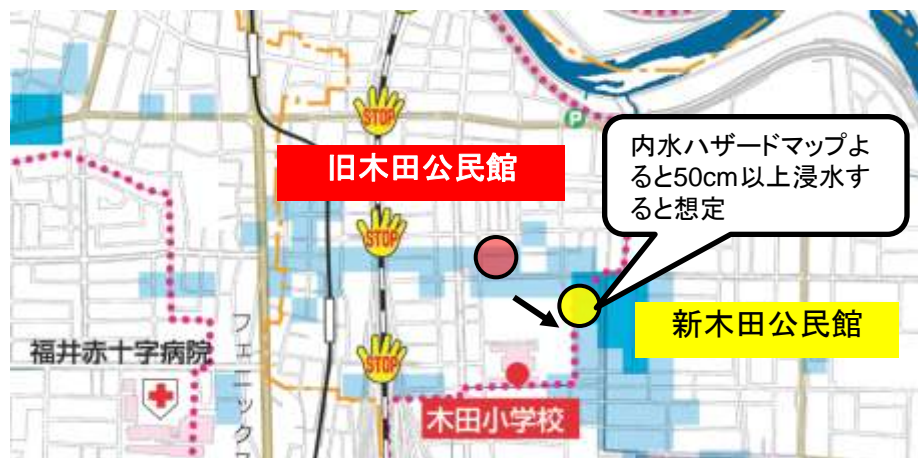 STOP
P
旧木田公民館
内水ハザードマップよ
ると50cm以上浸水す
ると想定
STOP
新木田公民館
STOP
福井赤十字病院
フェニック
木田小学校